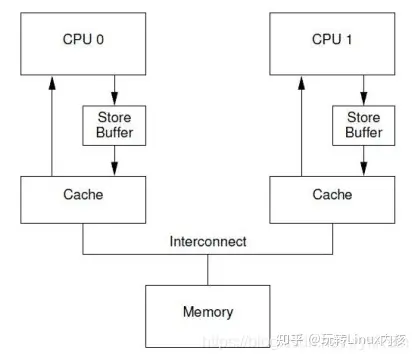 CPU 0
CPU 1
Store
Buffer
Store
Buffer
Cache
Cache
Interconnect
Memory
知乎 @玩转Linux内核